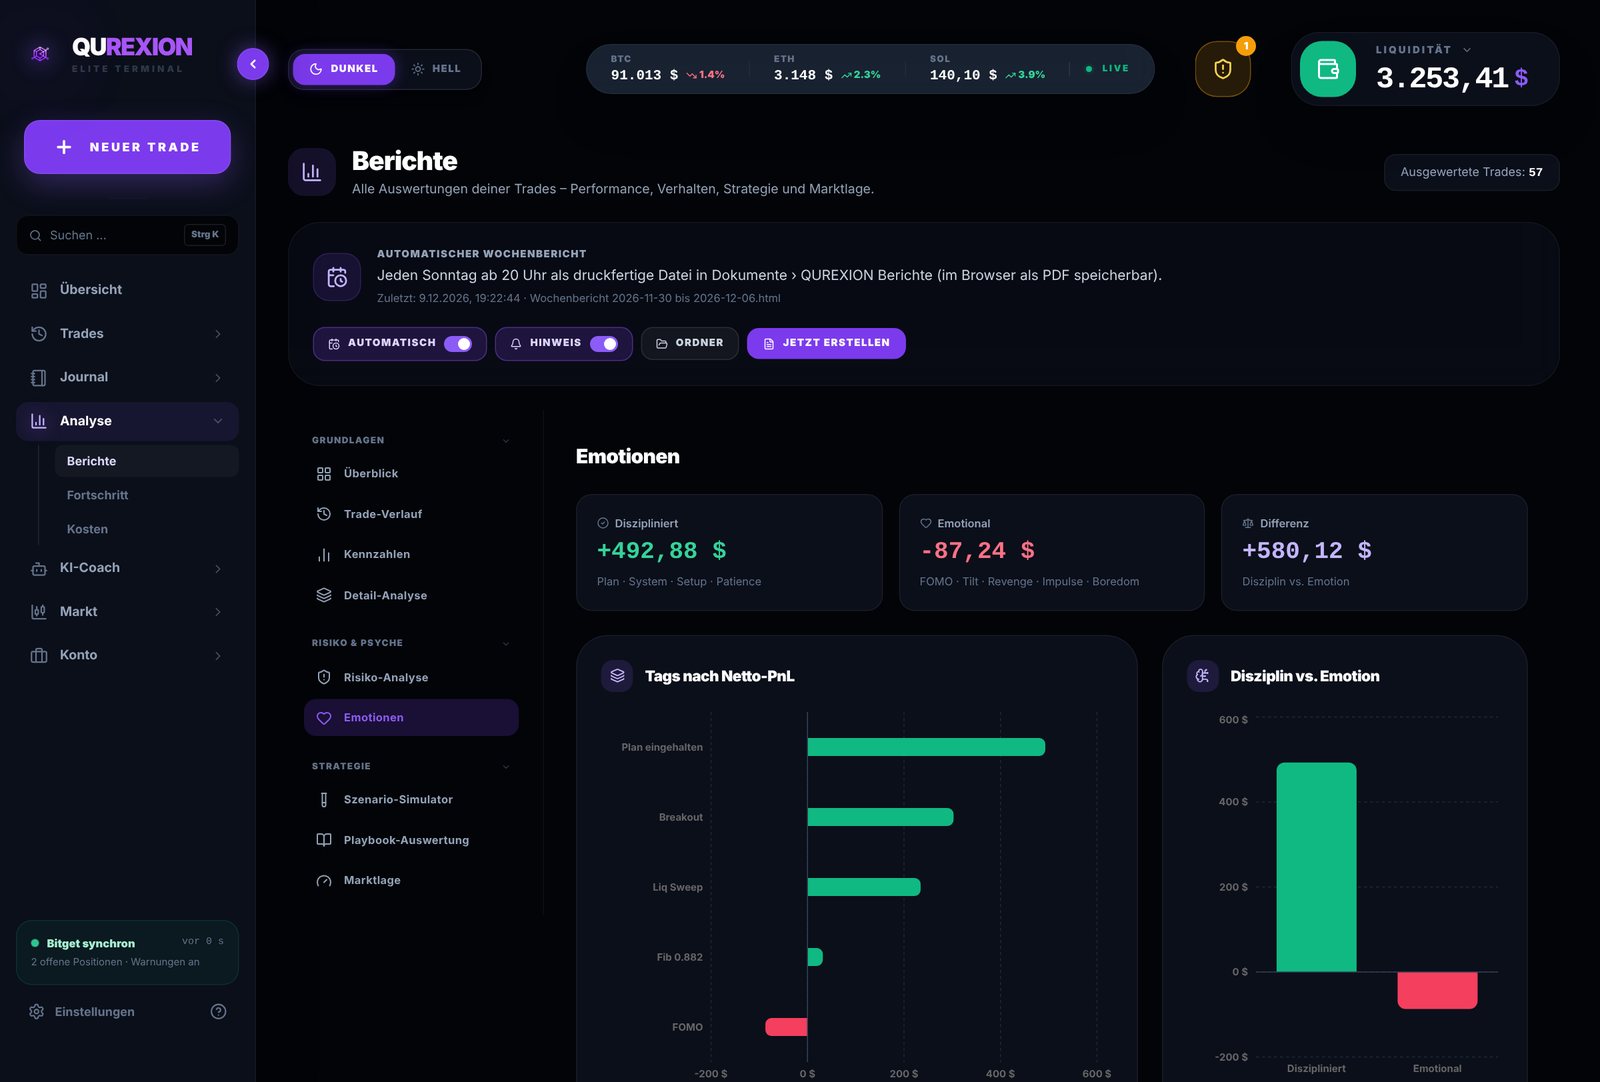 QUREXION
ELITE TERMINAL
NEUER TRADE
Suchen ...
Strg K
Übersicht
Trades
Journal
Analyse
Berichte
Fortschritt
Kosten
KI-Coach
Markt
Konto
Bitget synchron
vor 0 s
2 offene Positionen · Warnungen an
Einstellungen
DUNKEL
HELL
BTC
91.013 $ 1.4%
ETH
3.148 $ 2.3%
SOL
140,10 $ 3.9%
LIVE
1
LIQUIDITÄT
3.253,41 $
Berichte
Alle Auswertungen deiner Trades – Performance, Verhalten, Strategie und Marktlage.
Ausgewertete Trades: 57
AUTOMATISCHER WOCHENBERICHT
Jeden Sonntag ab 20 Uhr als druckfertige Datei in Dokumente › QUREXION Berichte (im Browser als PDF speicherbar).
Zuletzt: 9.12.2026, 19:22:44 · Wochenbericht 2026-11-30 bis 2026-12-06.html
AUTOMATISCH
HINWEIS
ORDNER
JETZT ERSTELLEN
GRUNDLAGEN
Überblick
Trade-Verlauf
Kennzahlen
Detail-Analyse
RISIKO & PSYCHE
Risiko-Analyse
Emotionen
STRATEGIE
Szenario-Simulator
Playbook-Auswertung
Marktlage
Emotionen
Diszipliniert
+492,88 $
Plan · System · Setup · Patience
Emotional
-87,24 $
FOMO · Tilt · Revenge · Impulse · Boredom
Differenz
+580,12 $
Disziplin vs. Emotion
Tags nach Netto-PnL
Plan eingehalten
Breakout
Liq Sweep
Fib 0.882
FOMO
-200 $
0 $
200 $
400 $
600 $
Disziplin vs. Emotion
600 $
400 $
200 $
0 $
-200 $
Diszipliniert
Emotional